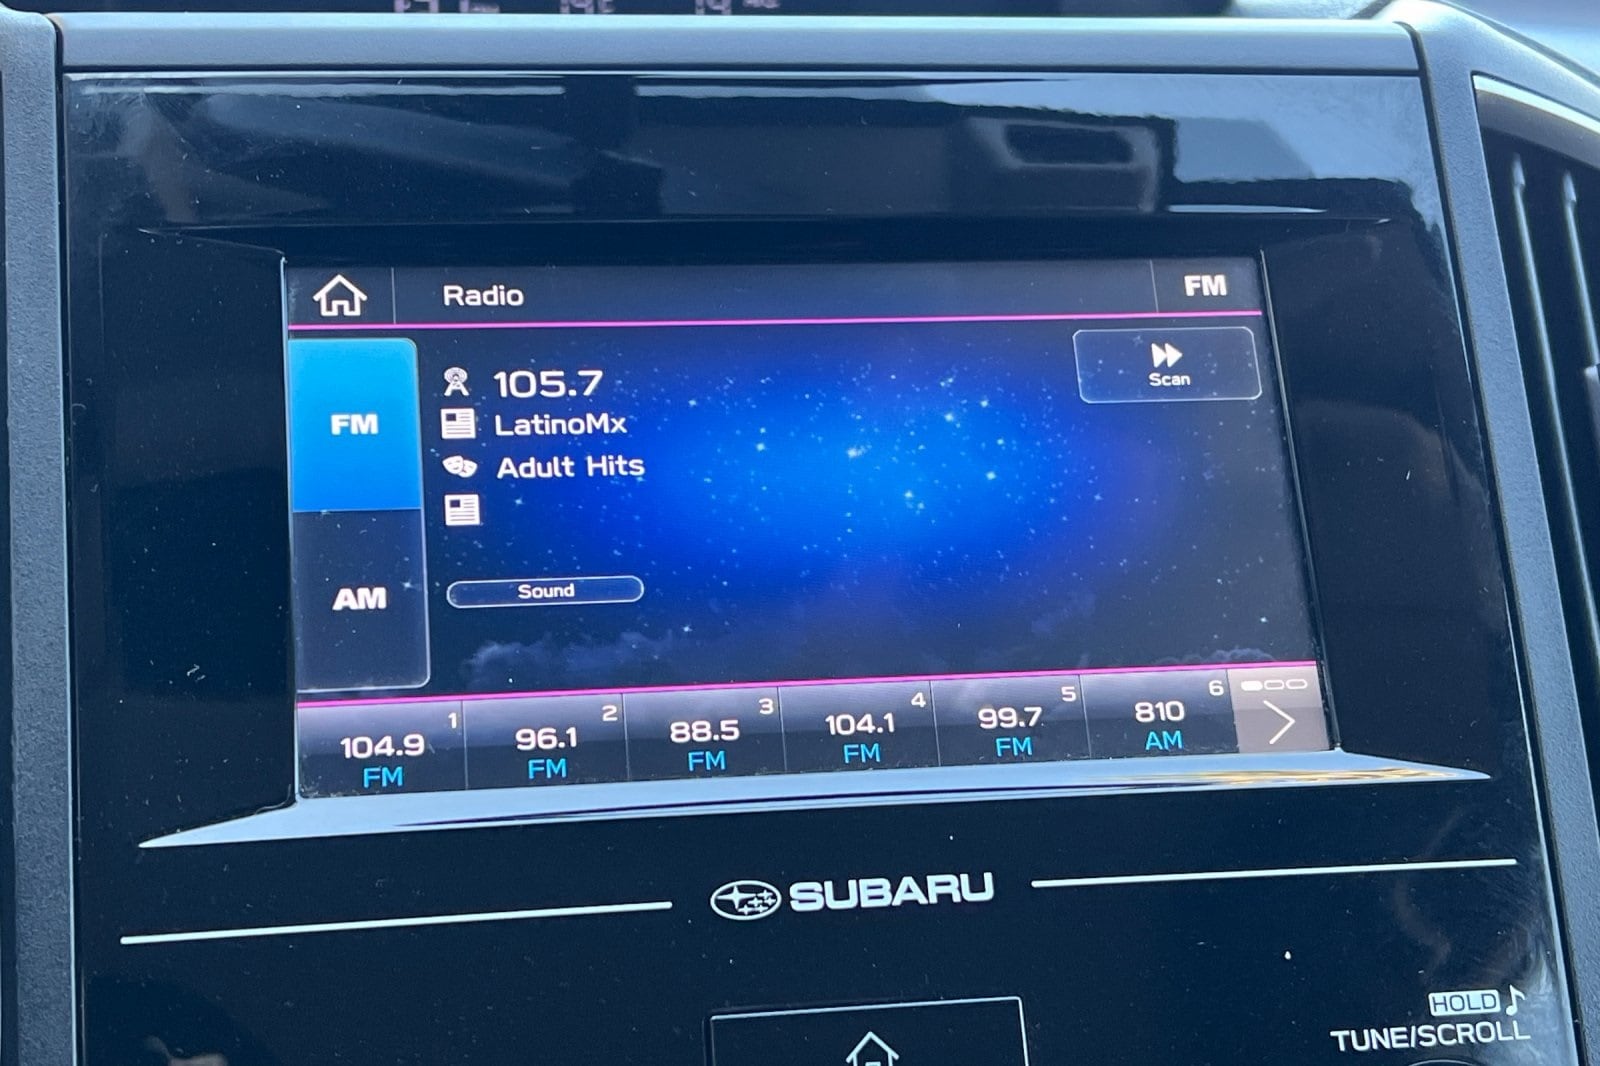 Radio
FM
FM
AM
105.7
LatinoMx
Adult Hits
Scan
Sound
1 2 3 4 5 6
104.9 96.1 88.5 104.1 99.7 810
FM FM FM FM FM AM
SUBARU
HOLD
TUNE/SCROLL